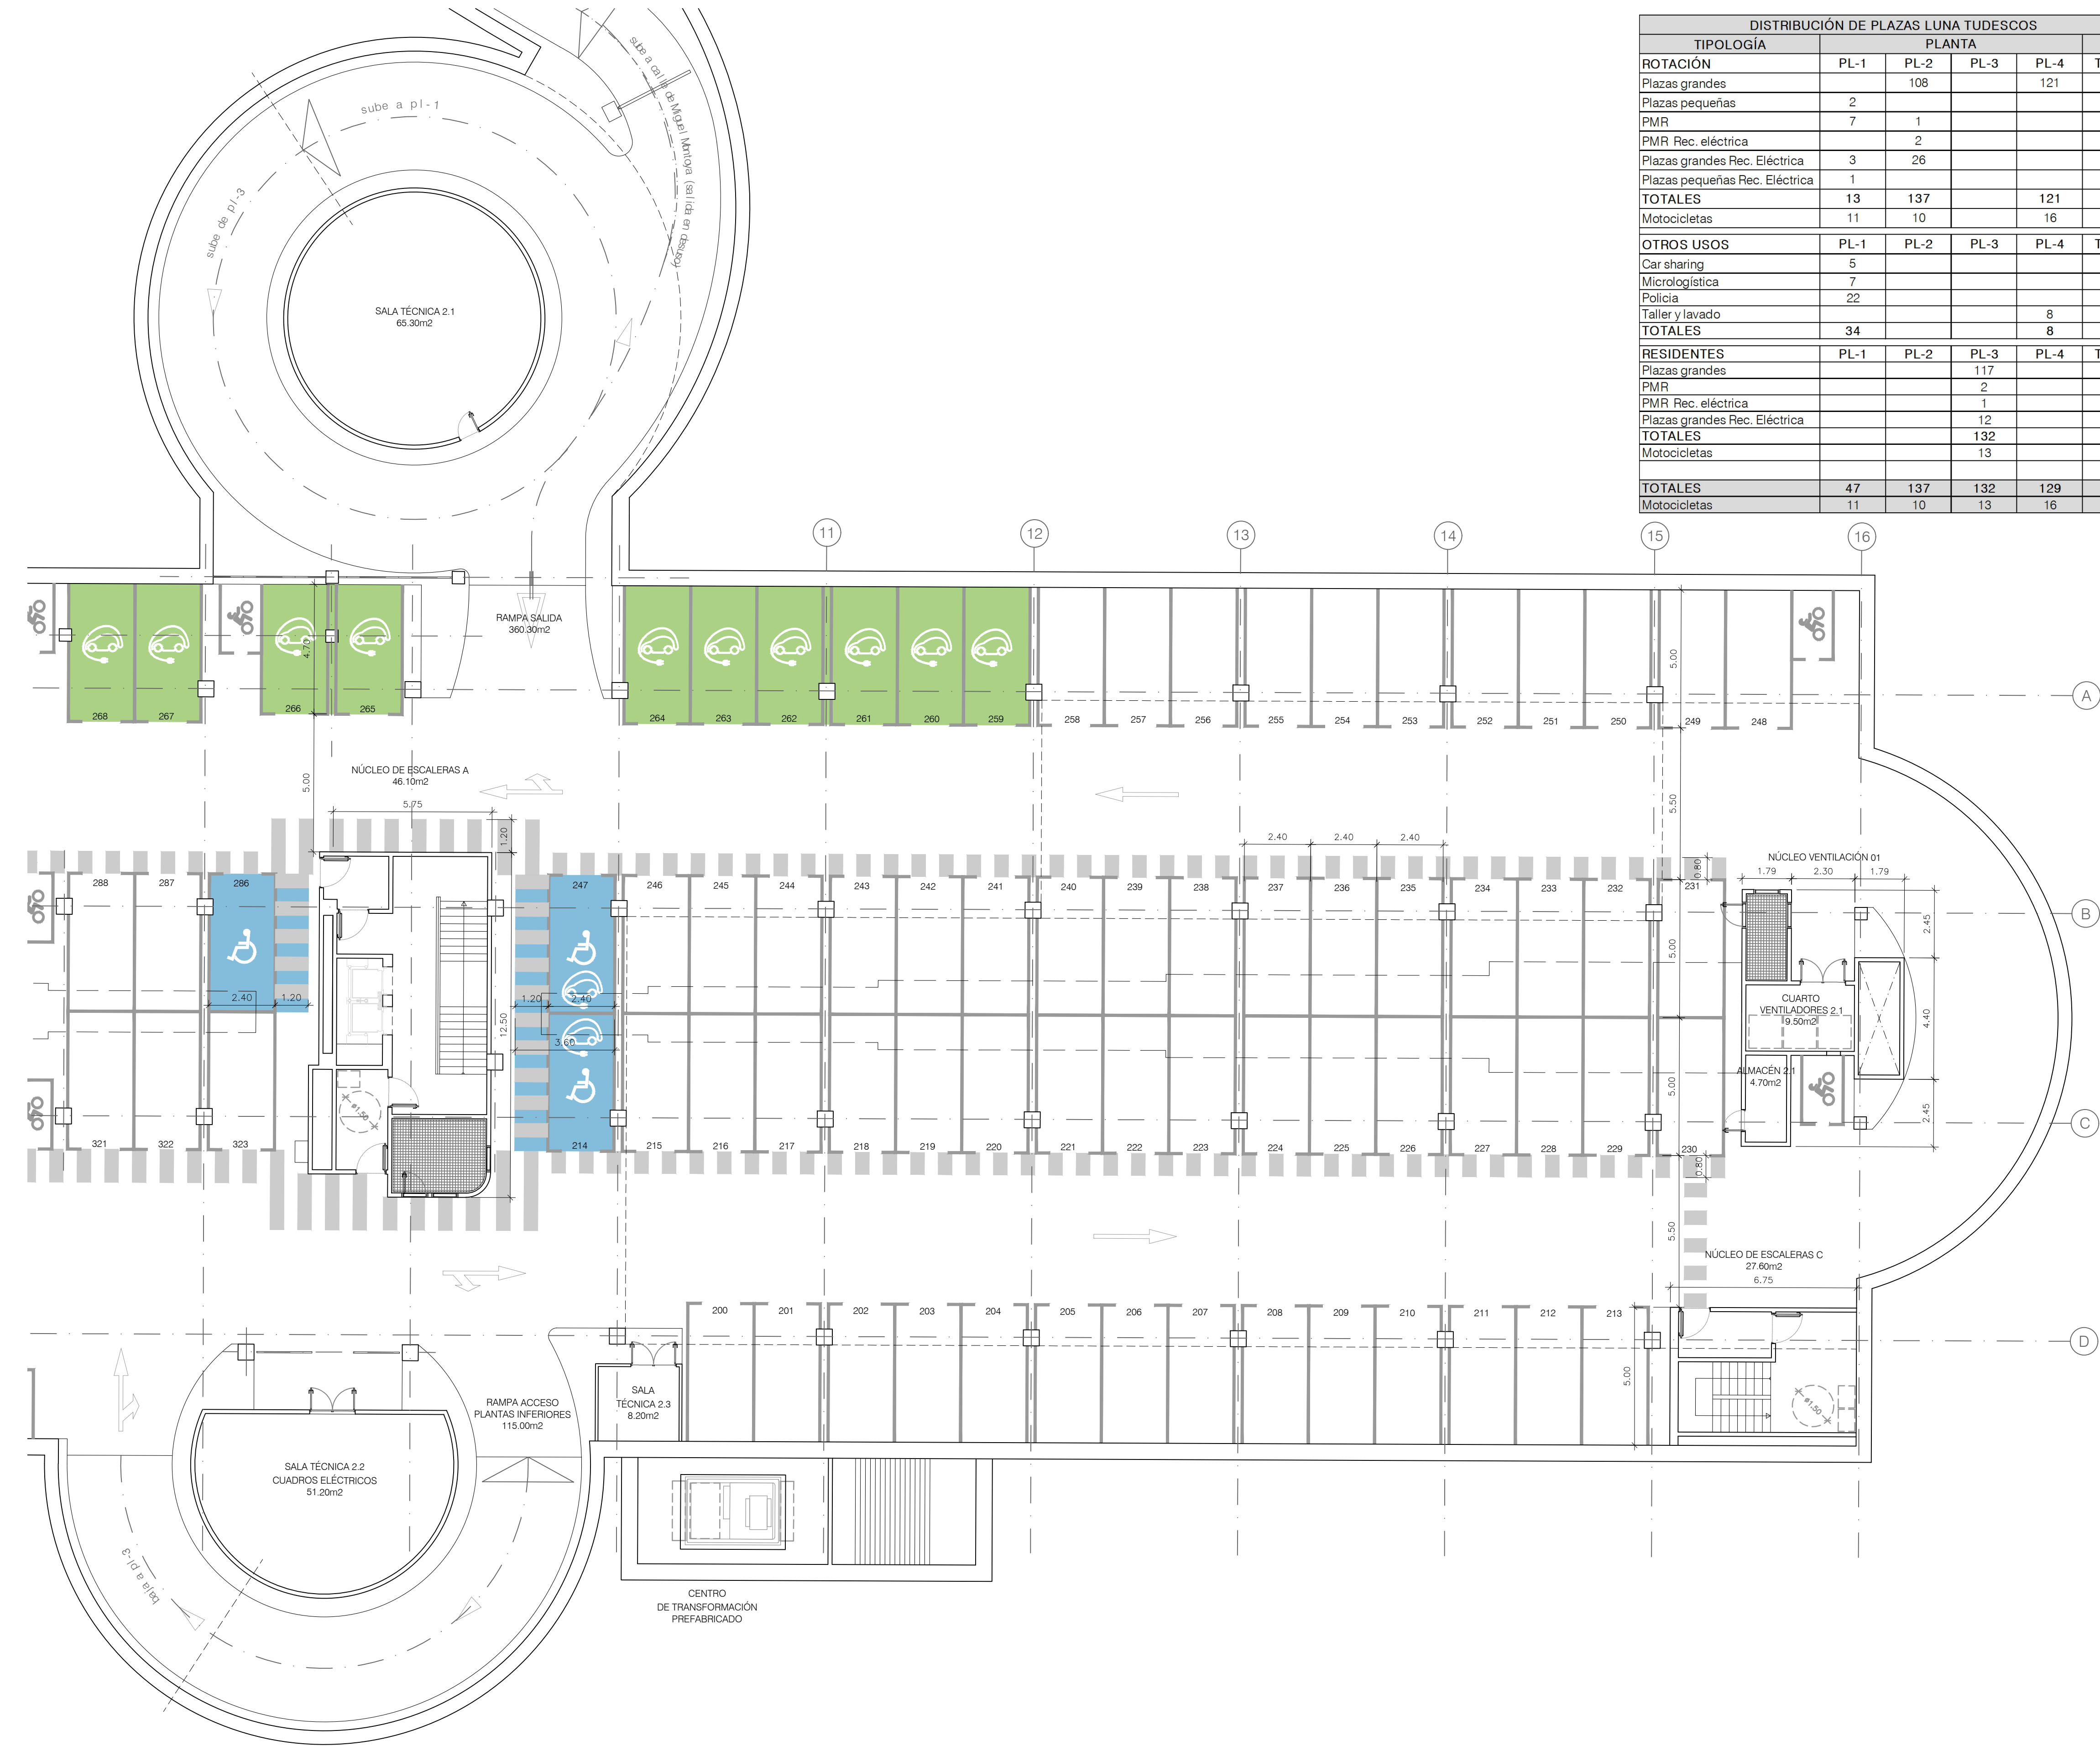 DISTRIBUCIÓN DE PLAZAS LUNA TUDESCOS
TIPOLOGÍA PLANTA
ROTACIÓN PL-1 PL-2 PL-3 PL-4
Plazas grandes 108 121
Plazas pequeñas 2
PMR 7 1
PMR Rec. eléctrica 2
Plazas grandes Rec. Eléctrica 3 26
Plazas pequeñas Rec. Eléctrica 1
TOTALES 13 137 121
Motocicletas 11 10 16
OTROS USOS PL-1 PL-2 PL-3 PL-4
Car sharing 5
Micrologística 7
Policia 22
Taller y lavado 8
TOTALES 34 8
RESIDENTES PL-1 PL-2 PL-3 PL-4
Plazas grandes 117
PMR 2
PMR Rec. eléctrica 1
Plazas grandes Rec. Eléctrica 12
TOTALES 132
Motocicletas 13
TOTALES 47 137 132 129
Motocicletas 11 10 13 16
sube a calle de Miguel Montoya (salida en desuso)
sube a pl-1
sube de pl-3
SALA TÉCNICA 2.1
65.30m2
11 12 13 14 15 16
RAMPA SALIDA
360.30m2
4.70
5.00
268 267 266 265 264 263 262 261 260 259 258 257 256 255 254 253 252 251 250 249 248
A
NÚCLEO DE ESCALERAS A
46.10m2
5.00
5.75
1.20
5.50
2.40 2.40 2.40
0.80
NÚCLEO VENTILACIÓN 01
1.79 2.30 1.79
288 287 286 247 246 245 244 243 242 241 240 239 238 237 236 235 234 233 232 231
B
2.45
5.00
2.40 1.20
1.20 2.40
12.50
3.60
CUARTO
VENTILADORES 2.1
9.50m2
4.40
ALMACÉN 2.1
4.70m2
5.00
ø1.50
2.45
C
321 322 323 214 215 216 217 218 219 220 221 222 223 224 225 226 227 228 229 230
0.80
5.50
NÚCLEO DE ESCALERAS C
27.60m2
6.75
200 201 202 203 204 205 206 207 208 209 210 211 212 213
D
5.00
ø1.50
SALA
TÉCNICA 2.3
8.20m2
RAMPA ACCESO
PLANTAS INFERIORES
115.00m2
SALA TÉCNICA 2.2
CUADROS ELÉCTRICOS
51.20m2
baja a pl-3
CENTRO
DE TRANSFORMACIÓN
PREFABRICADO